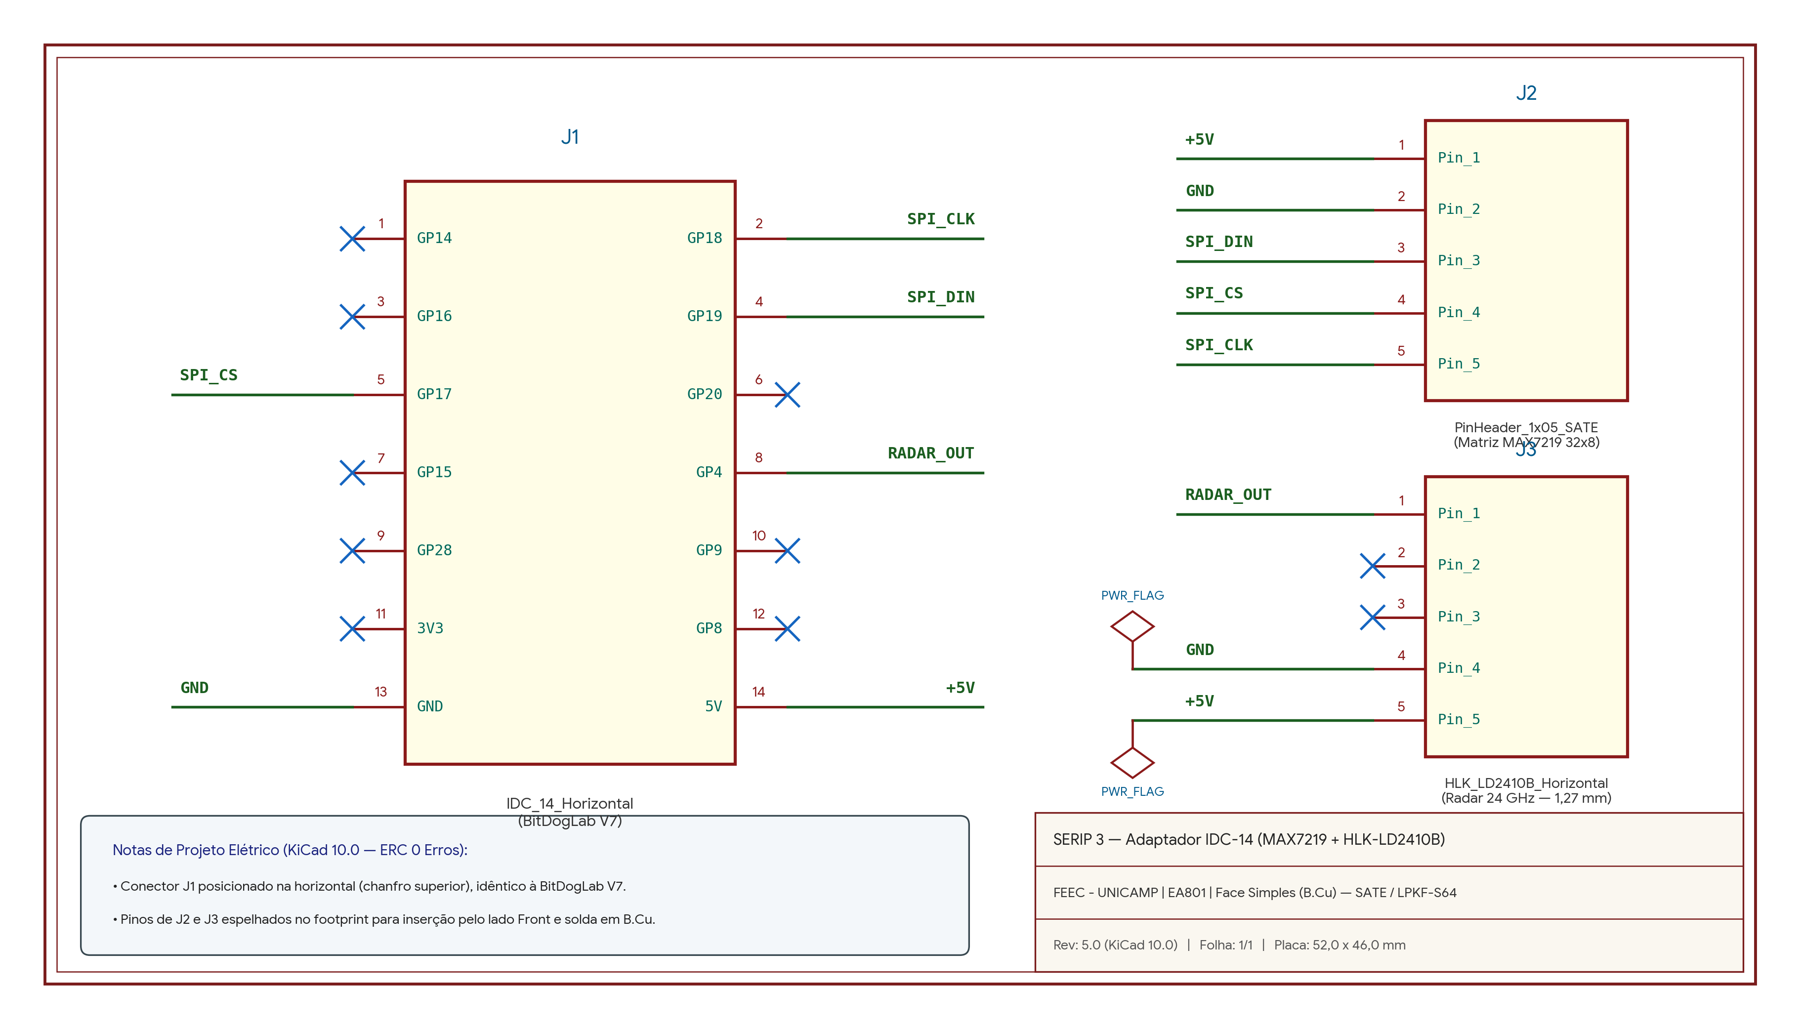 J1
1
GP14
GP18
2
SPI_CLK
3
GP16
GP19
4
SPI_DIN
SPI_CS
5
GP17
GP20
6
7
GP15
GP4
8
RADAR_OUT
9
GP28
GP9
10
11
3V3
GP8
12
GND
13
GND
5V
14
+5V
IDC_14_Horizontal
(BitDogLab V7)
J2
+5V
1
Pin_1
GND
2
Pin_2
SPI_DIN
3
Pin_3
SPI_CS
4
Pin_4
SPI_CLK
5
Pin_5
PinHeader_1x05_SATE
(Matriz MAX7219 32x8)
J3
RADAR_OUT
1
Pin_1
2
Pin_2
3
Pin_3
PWR_FLAG
GND
4
Pin_4
+5V
5
Pin_5
PWR_FLAG
HLK_LD2410B_Horizontal
(Radar 24 GHz — 1,27 mm)
Notas de Projeto Elétrico (KiCad 10.0 — ERC 0 Erros):
• Conector J1 posicionado na horizontal (chanfro superior), idêntico à BitDogLab V7.
• Pinos de J2 e J3 espelhados no footprint para inserção pelo lado Front e solda em B.Cu.
SERIP 3 — Adaptador IDC-14 (MAX7219 + HLK-LD2410B)
FEEC - UNICAMP | EA801 | Face Simples (B.Cu) — SATE / LPKF-S64
Rev: 5.0 (KiCad 10.0) | Folha: 1/1 | Placa: 52,0 x 46,0 mm